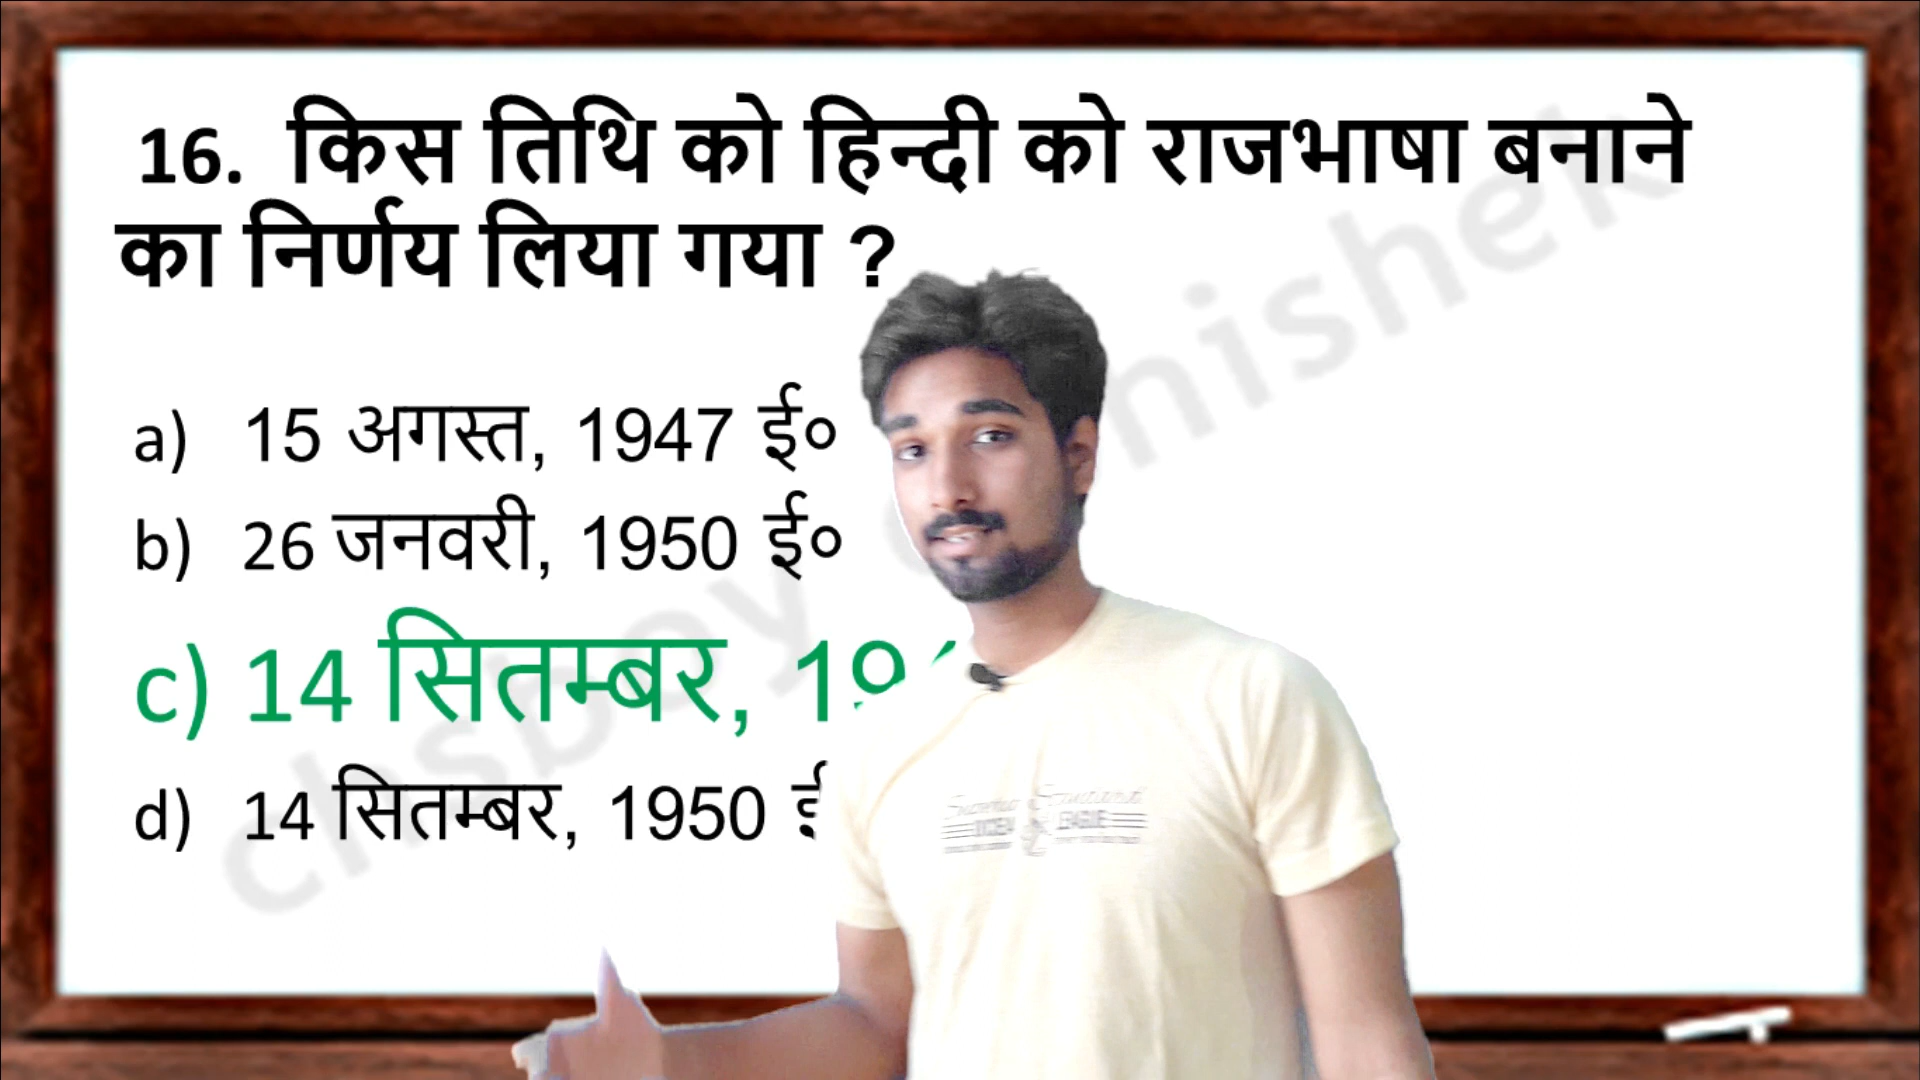 16. किस तिथि को हिन्दी को राजभाषा बनाने
का निर्णय लिया गया ?
a) 15 अगस्त, 1947 ई०
b) 26 जनवरी, 1950 ई०
c) 14 सितम्बर,
d) 14 सितम्बर, 1950